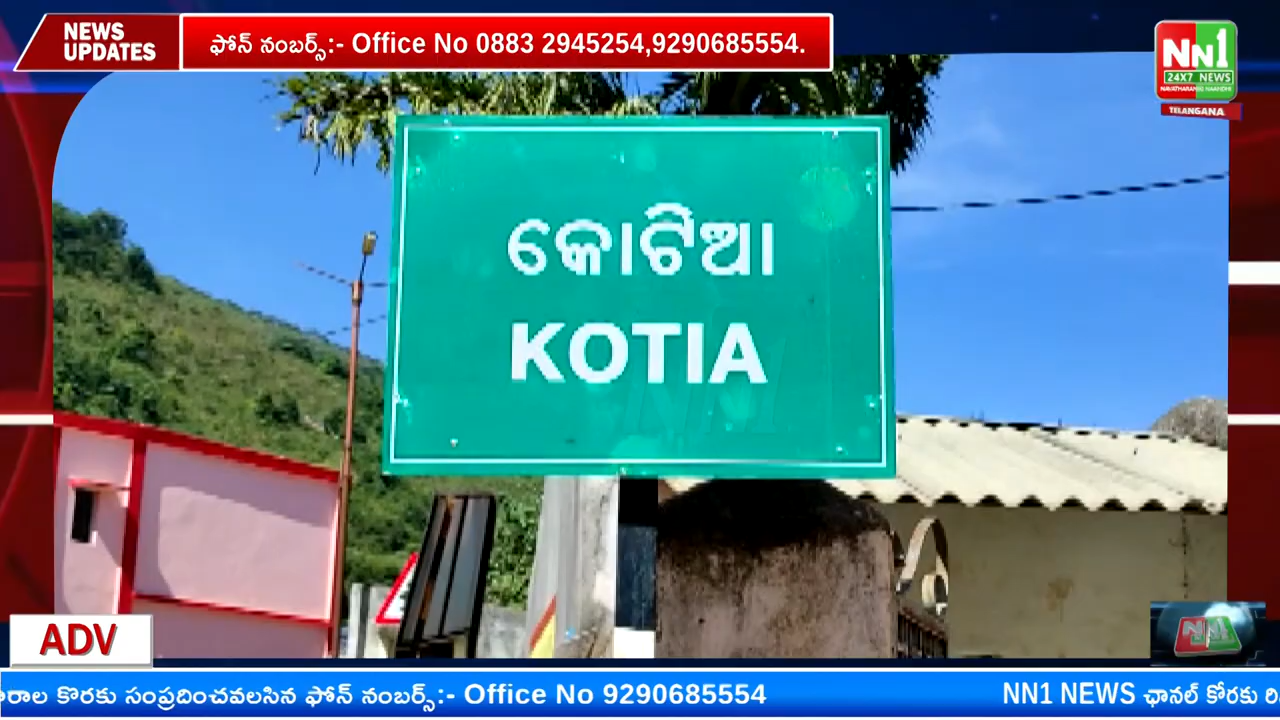 NEWS
UPDATES
ఫోన్ నంబర్స్:- Office No 0883 2945254,9290685554.
NN1
24X7 NEWS
TELANGANA
କୋଟିଆ
KOTIA
ADV
NN1
కొరకు సంప్రదించవలసిన ఫోన్ నంబర్స్:- Office No 9290685554
NN1 NEWS ఛానల్ కోరకు